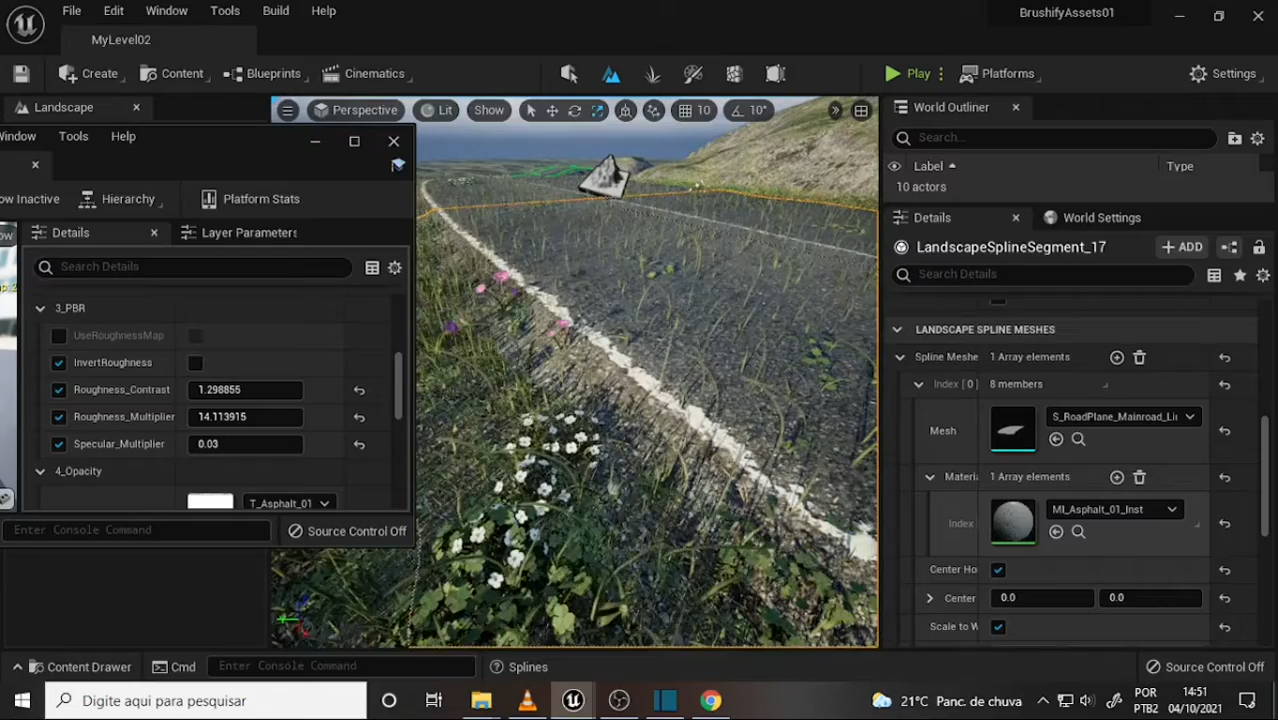 File Edit Window Tools Build Help
BrushifyAssets01
MyLevel02
Create Content Blueprints Cinematics
Play Platforms Settings
Landscape
Perspective Lit Show 10 10°
World Outliner
Window Tools Help
Search...
Label Type
10 actors
ow Inactive Hierarchy Platform Stats
Details Layer Parameters
Details World Settings
LandscapeSplineSegment_17 ADD
Search Details
Search Details
3_PBR
UseRoughnessMap
InvertRoughness
Roughness_Contrast 1.298855
Roughness_Multiplier 14.113915
Specular_Multiplier 0.03
4_Opacity
T_Asphalt_01
Enter Console Command Source Control Off
LANDSCAPE SPLINE MESHES
Spline Meshe 1 Array elements
Index [ 0 ] 8 members
Mesh S_RoadPlane_Mainroad_Li
Materia 1 Array elements
Index MI_Asphalt_01_Inst
Center Ho
Center 0.0 0.0
Scale to W
Content Drawer Cmd Enter Console Command Splines Source Control Off
Digite aqui para pesquisar
21°C Panc. de chuva
POR
PTB2
14:51
04/10/2021